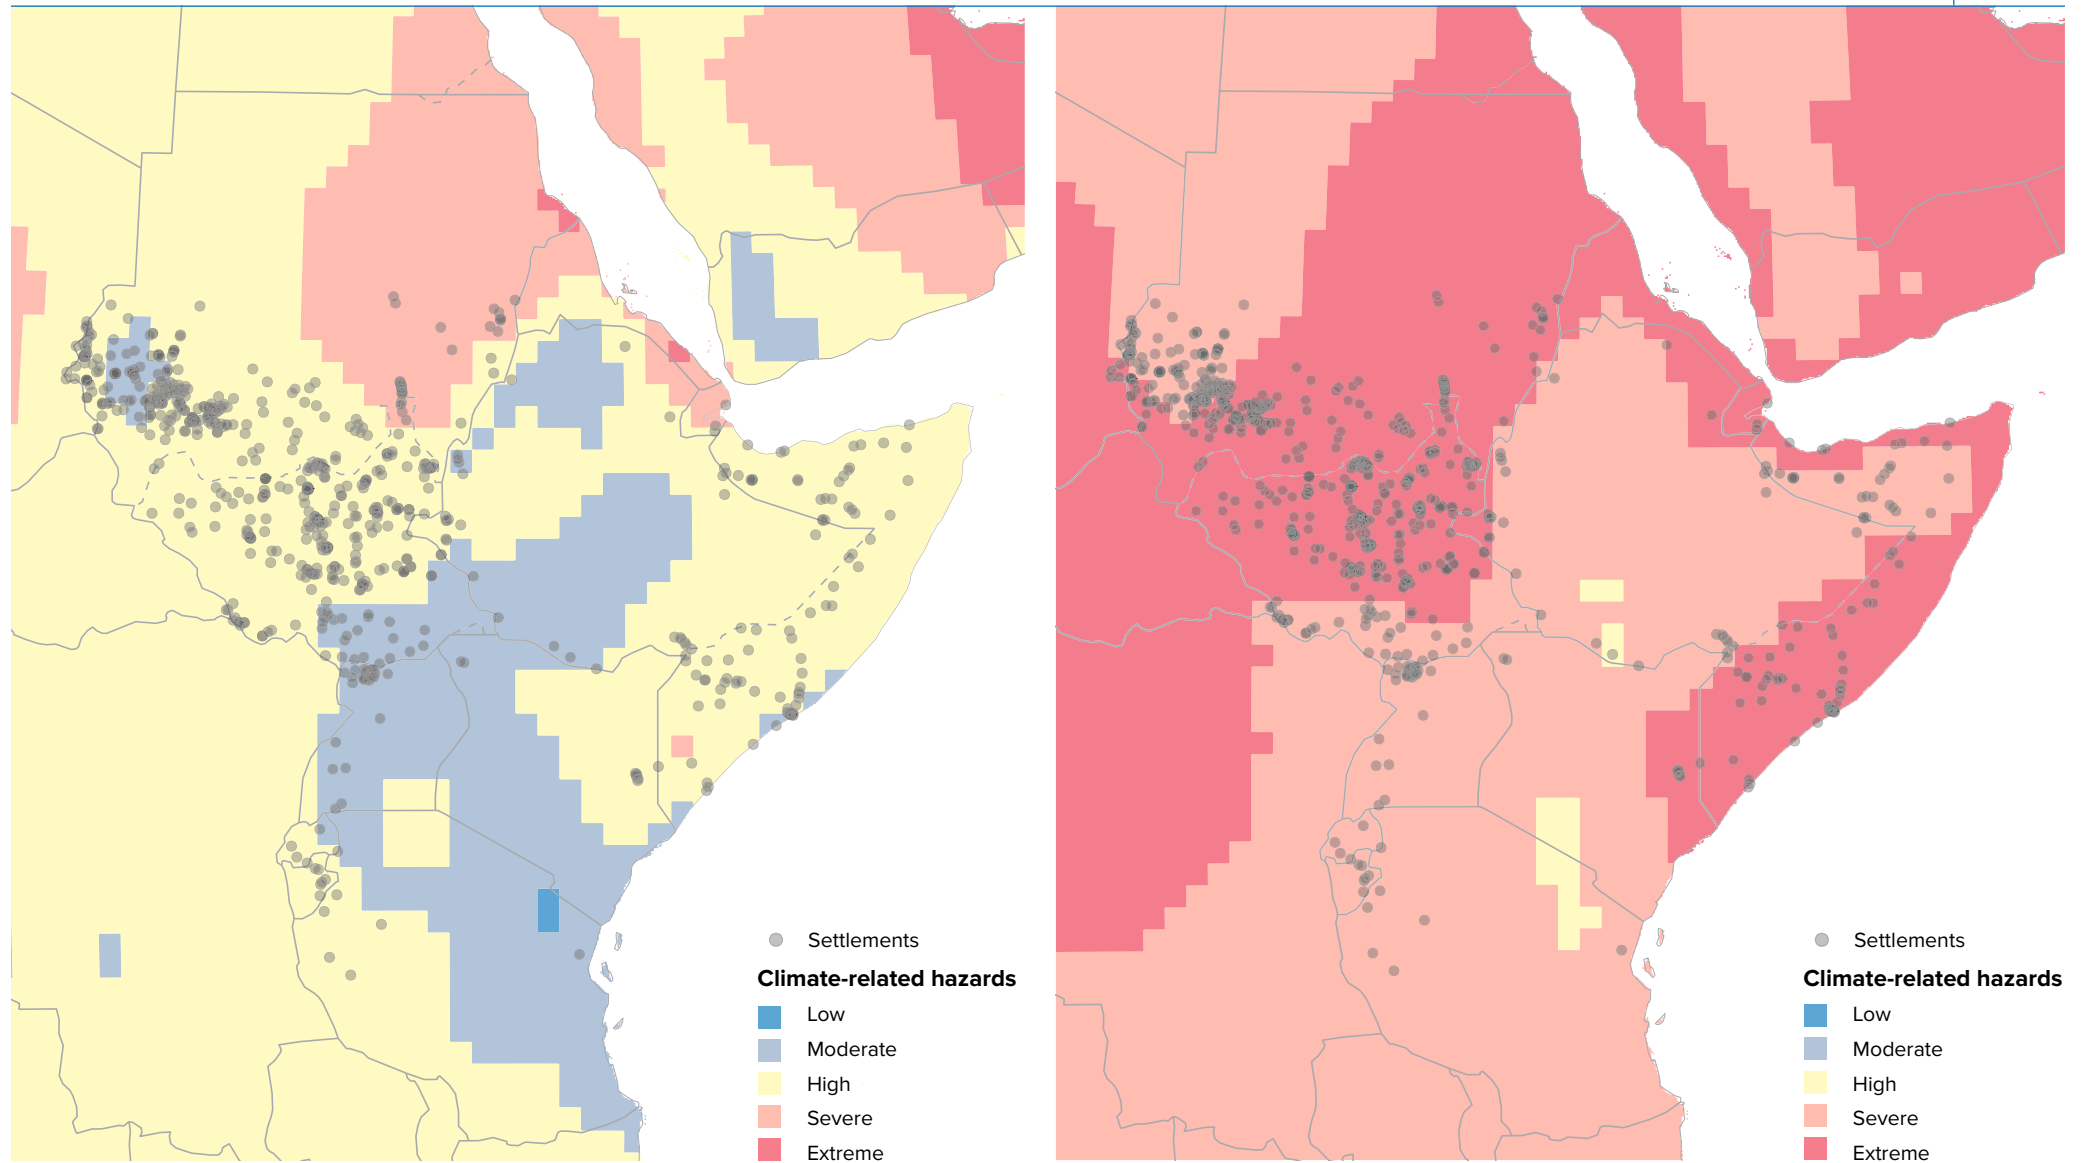 Settlements
Climate-related hazards
Low
Moderate
High
Severe
Extreme
Settlements
Climate-related hazards
Low
Moderate
High
Severe
Extreme